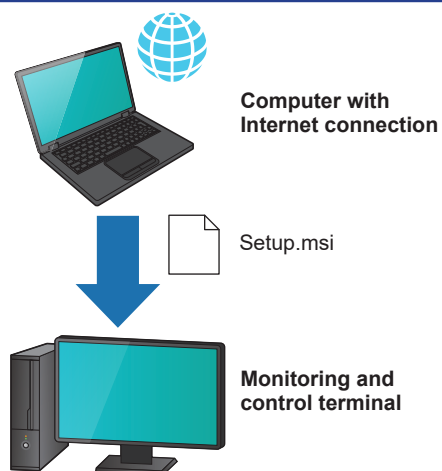 Computer with
Internet connection
Setup.msi
Monitoring and
control terminal